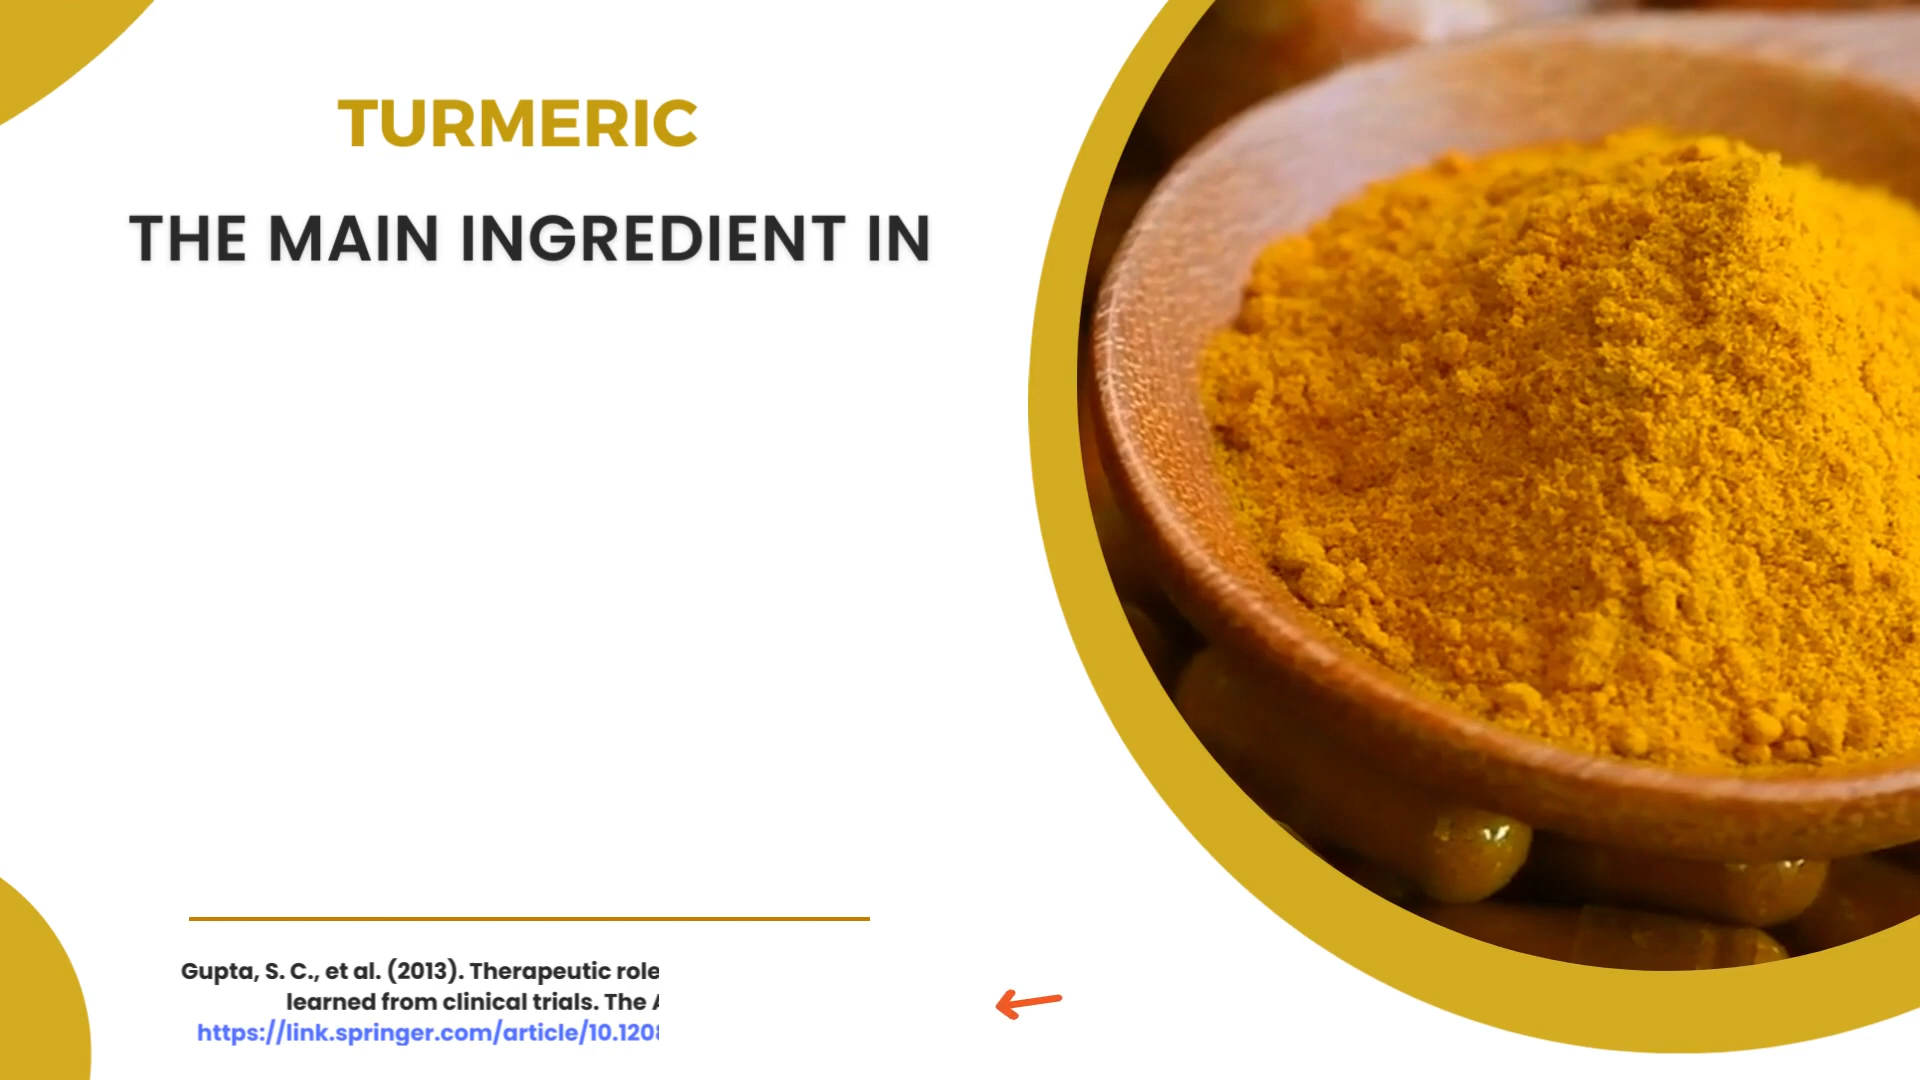 TURMERIC
THE MAIN INGREDIENT IN
Gupta, S. C., et al. (2013). Therapeutic role
learned from clinical trials. The
https://link.springer.com/article/10.120